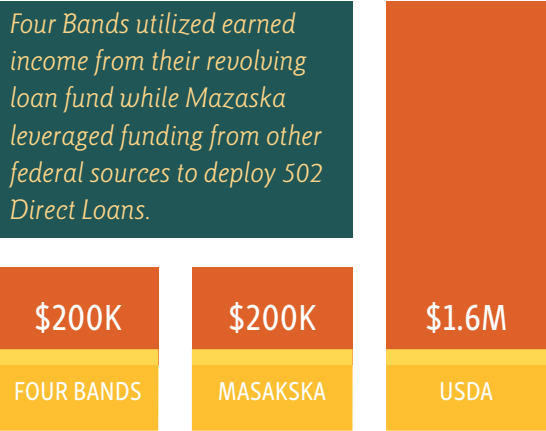 Four Bands utilized earned
income from their revolving
loan fund while Mazaska
leveraged funding from other
federal sources to deploy 502
Direct Loans.
$200K
$200K
$1.6M
FOUR BANDS
MASAKSKA
USDA